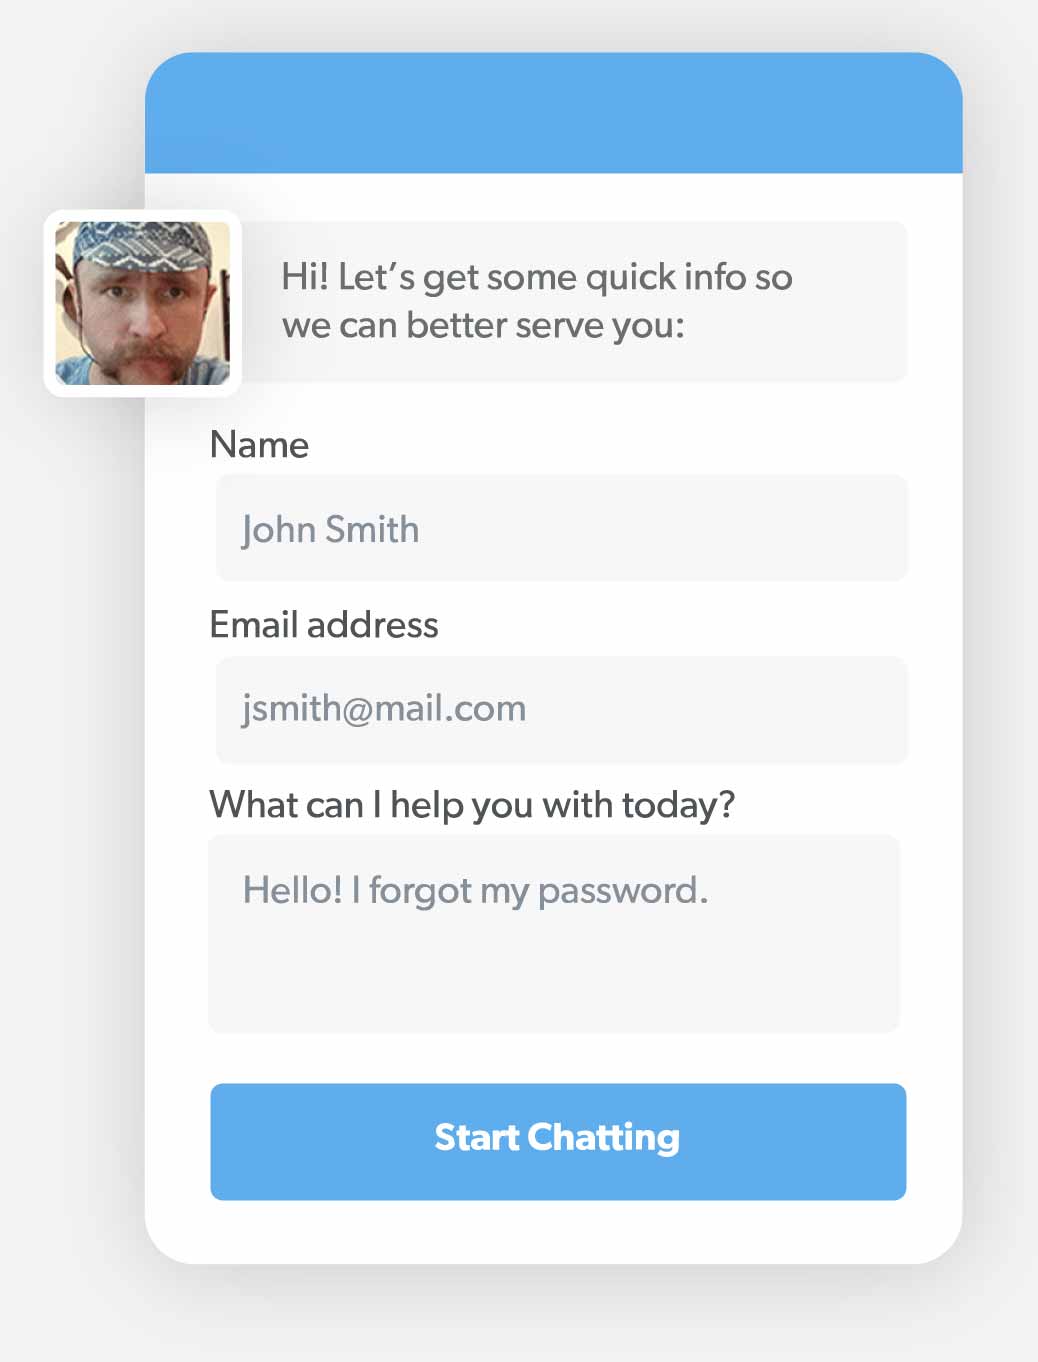 Hi! Let’s get some quick info so
we can better serve you:
Name
John Smith
Email address
jsmith@mail.com
What can I help you with today?
Hello! I forgot my password.
Start Chatting